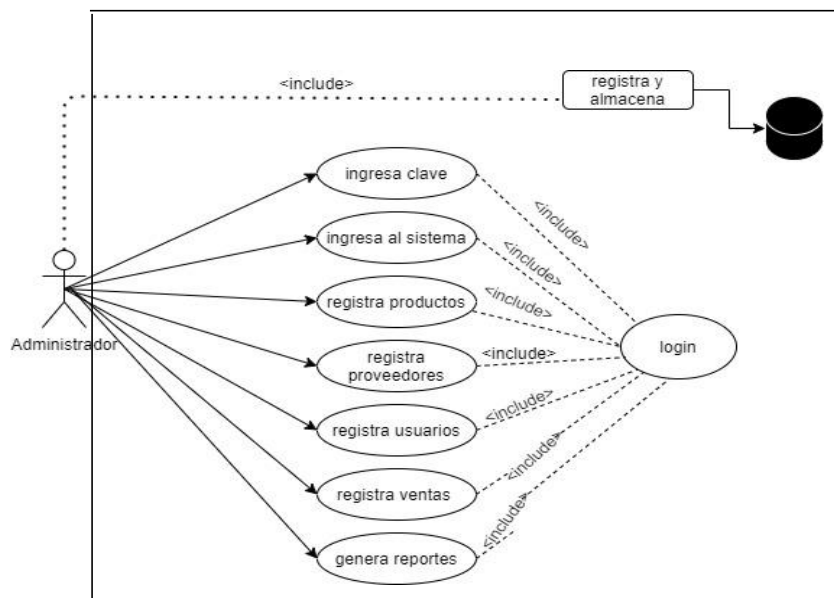 <include>
registra y
almacena
ingresa clave
<include>
ingresa al sistema
<include>
registra productos
<include>
registra
proveedores
<include>
login
Administrador
registra usuarios
<include>
registra ventas
<include>
genera reportes
<include>